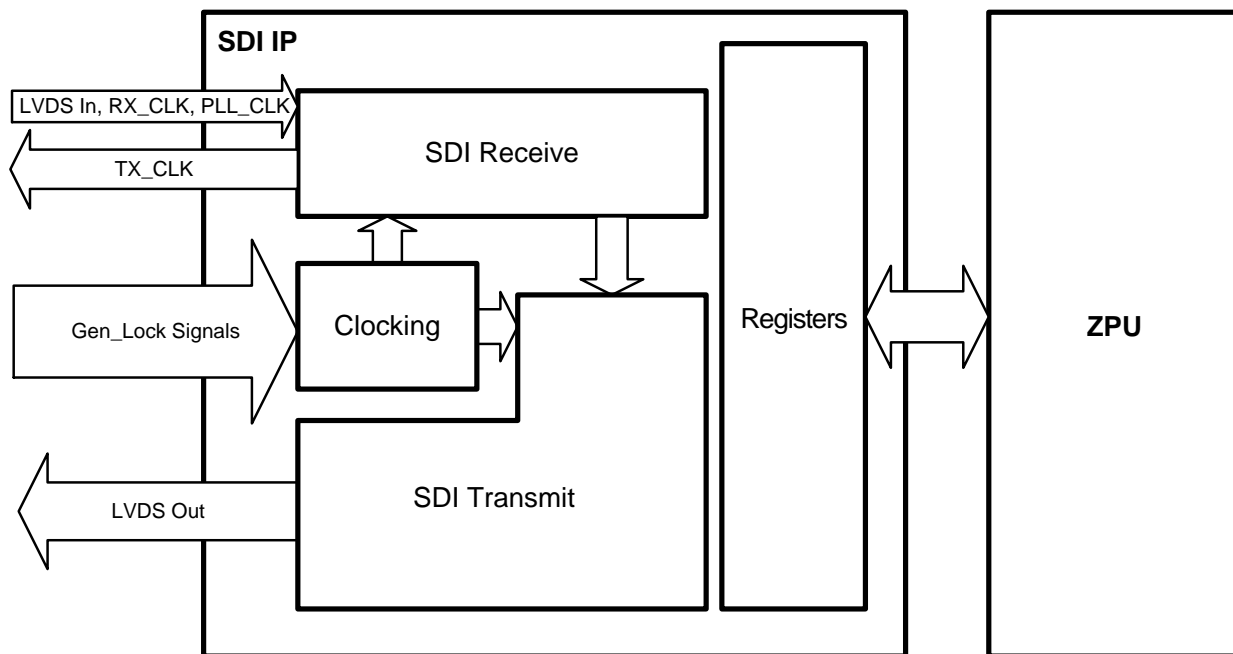 SDI IP
LVDS In, RX_CLK, PLL_CLK
SDI Receive
TX_CLK
Gen_Lock Signals
Clocking
Registers
ZPU
SDI Transmit
LVDS Out